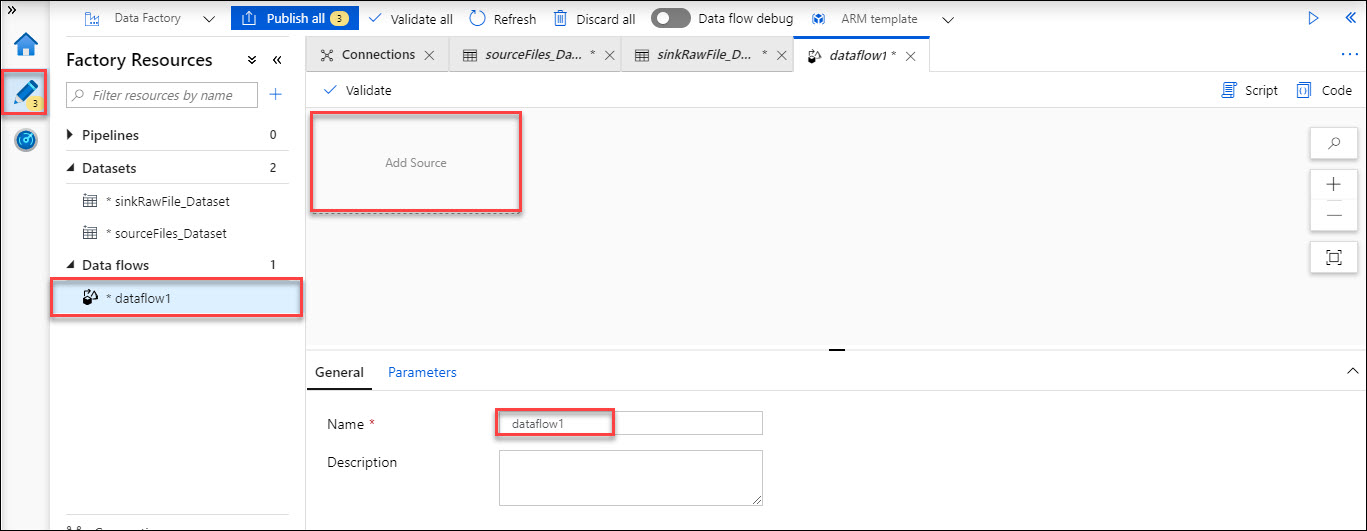 » Data Factory Publish all 3 Validate all Refresh Discard all Data flow debug ARM template «
Factory Resources «
Connections sourceFiles_Da... * sinkRawFile_D... * dataflow1 * ...
3
Filter resources by name +
Validate Script Code
Pipelines 0
Datasets 2
* sinkRawFile_Dataset
* sourceFiles_Dataset
Data flows 1
* dataflow1
Add Source
General Parameters
Name *
dataflow1
Description